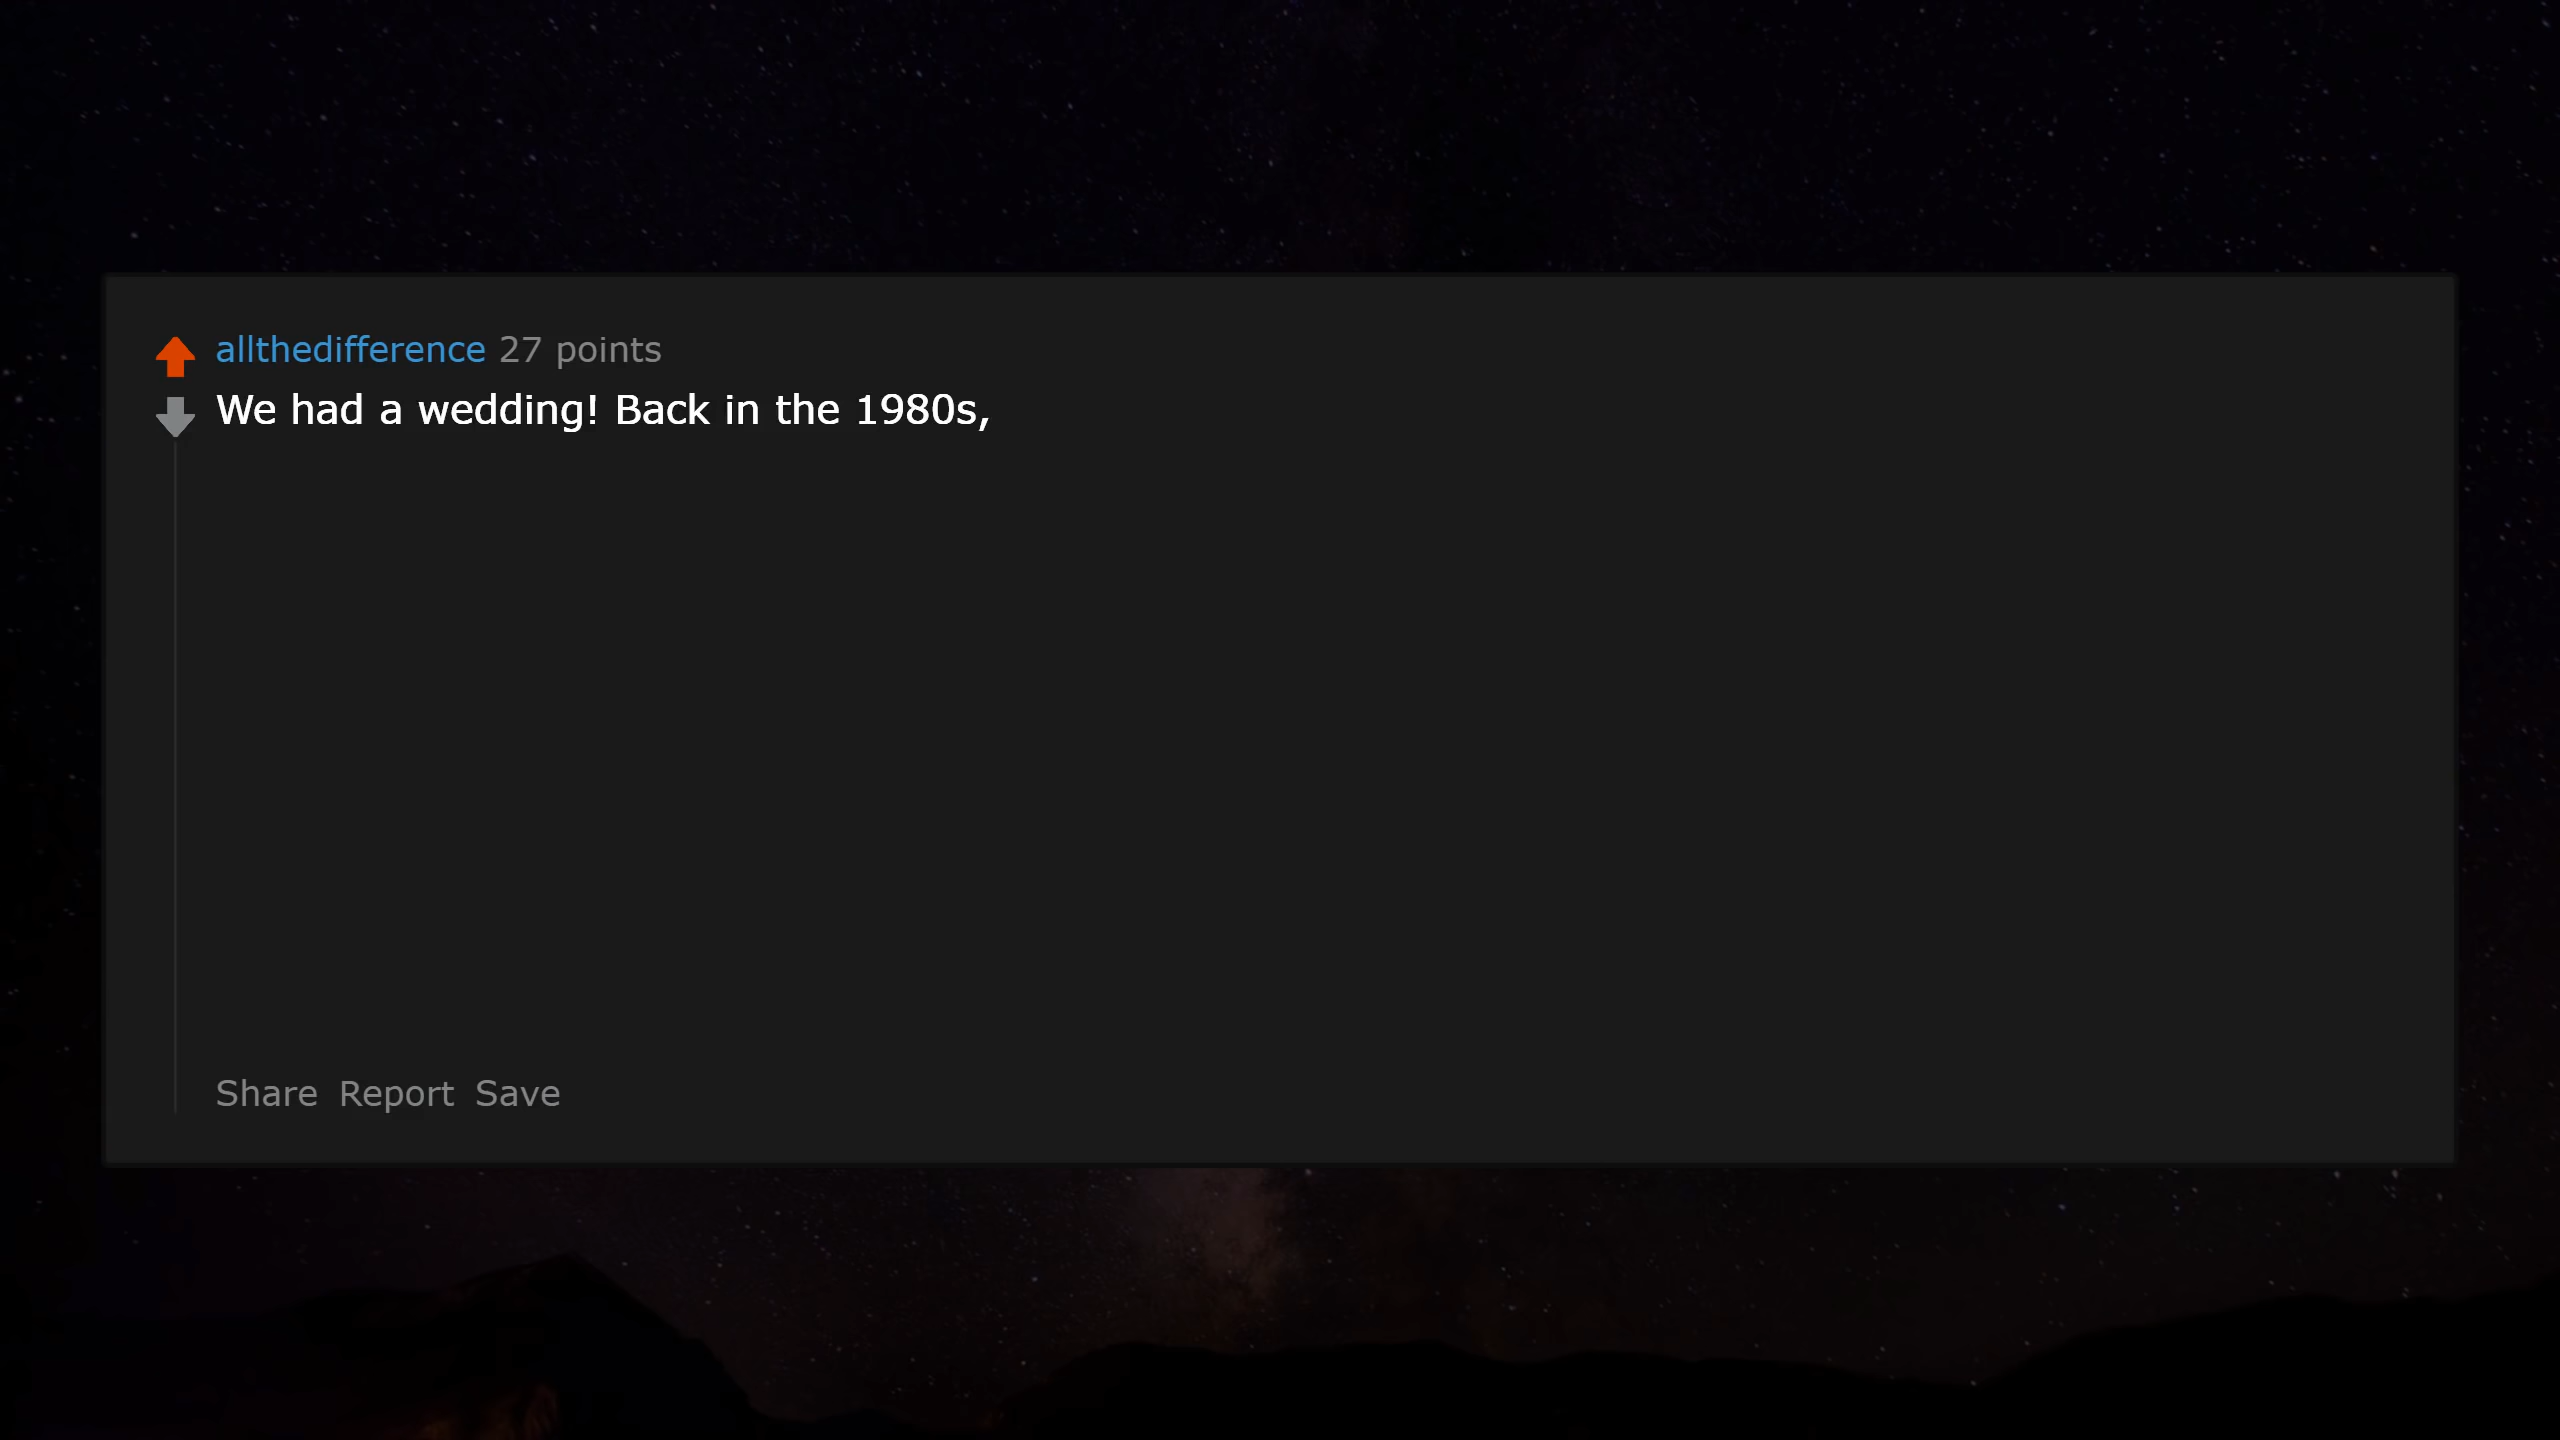 allthedifference 27 points
We had a wedding! Back in the 1980s,
Share Report Save